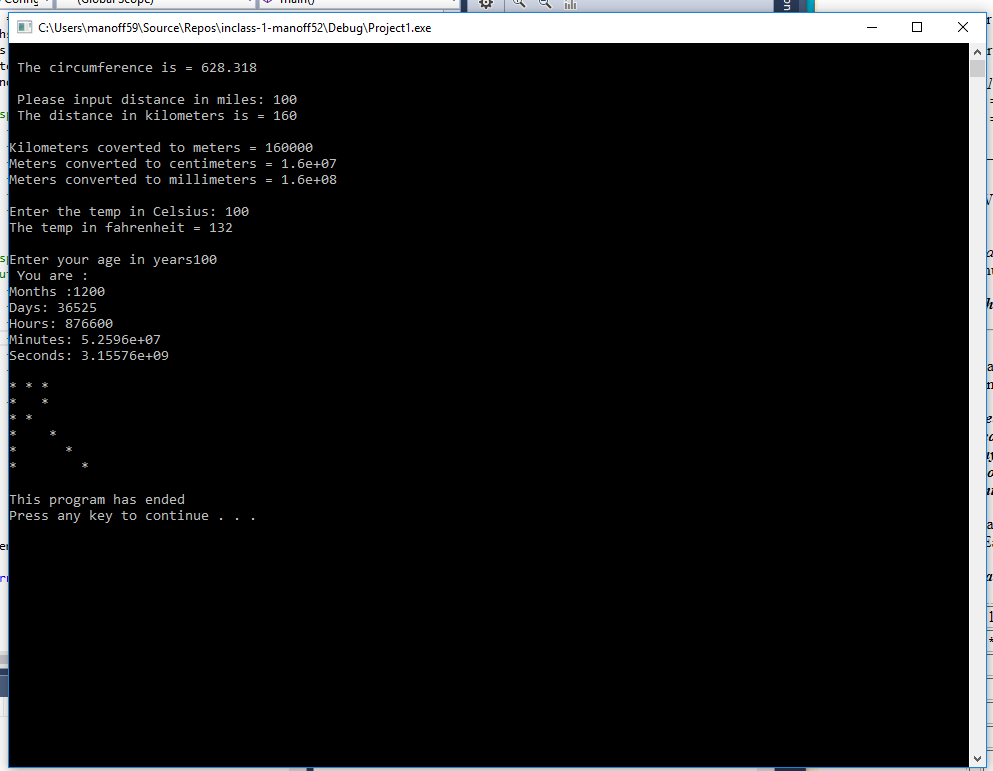 (Global Scope)
main()
C:\Users\manoff59\Source\Repos\inclass-1-manoff52\Debug\Project1.exe
The circumference is = 628.318
Please input distance in miles: 100
The distance in kilometers is = 160
Kilometers coverted to meters = 160000
Meters converted to centimeters = 1.6e+07
Meters converted to millimeters = 1.6e+08
Enter the temp in Celsius: 100
The temp in fahrenheit = 132
Enter your age in years100
You are :
Months :1200
Days: 36525
Hours: 876600
Minutes: 5.2596e+07
Seconds: 3.15576e+09
* * *
*   *
* *
*    *
*      *
*        *
This program has ended
Press any key to continue . . .